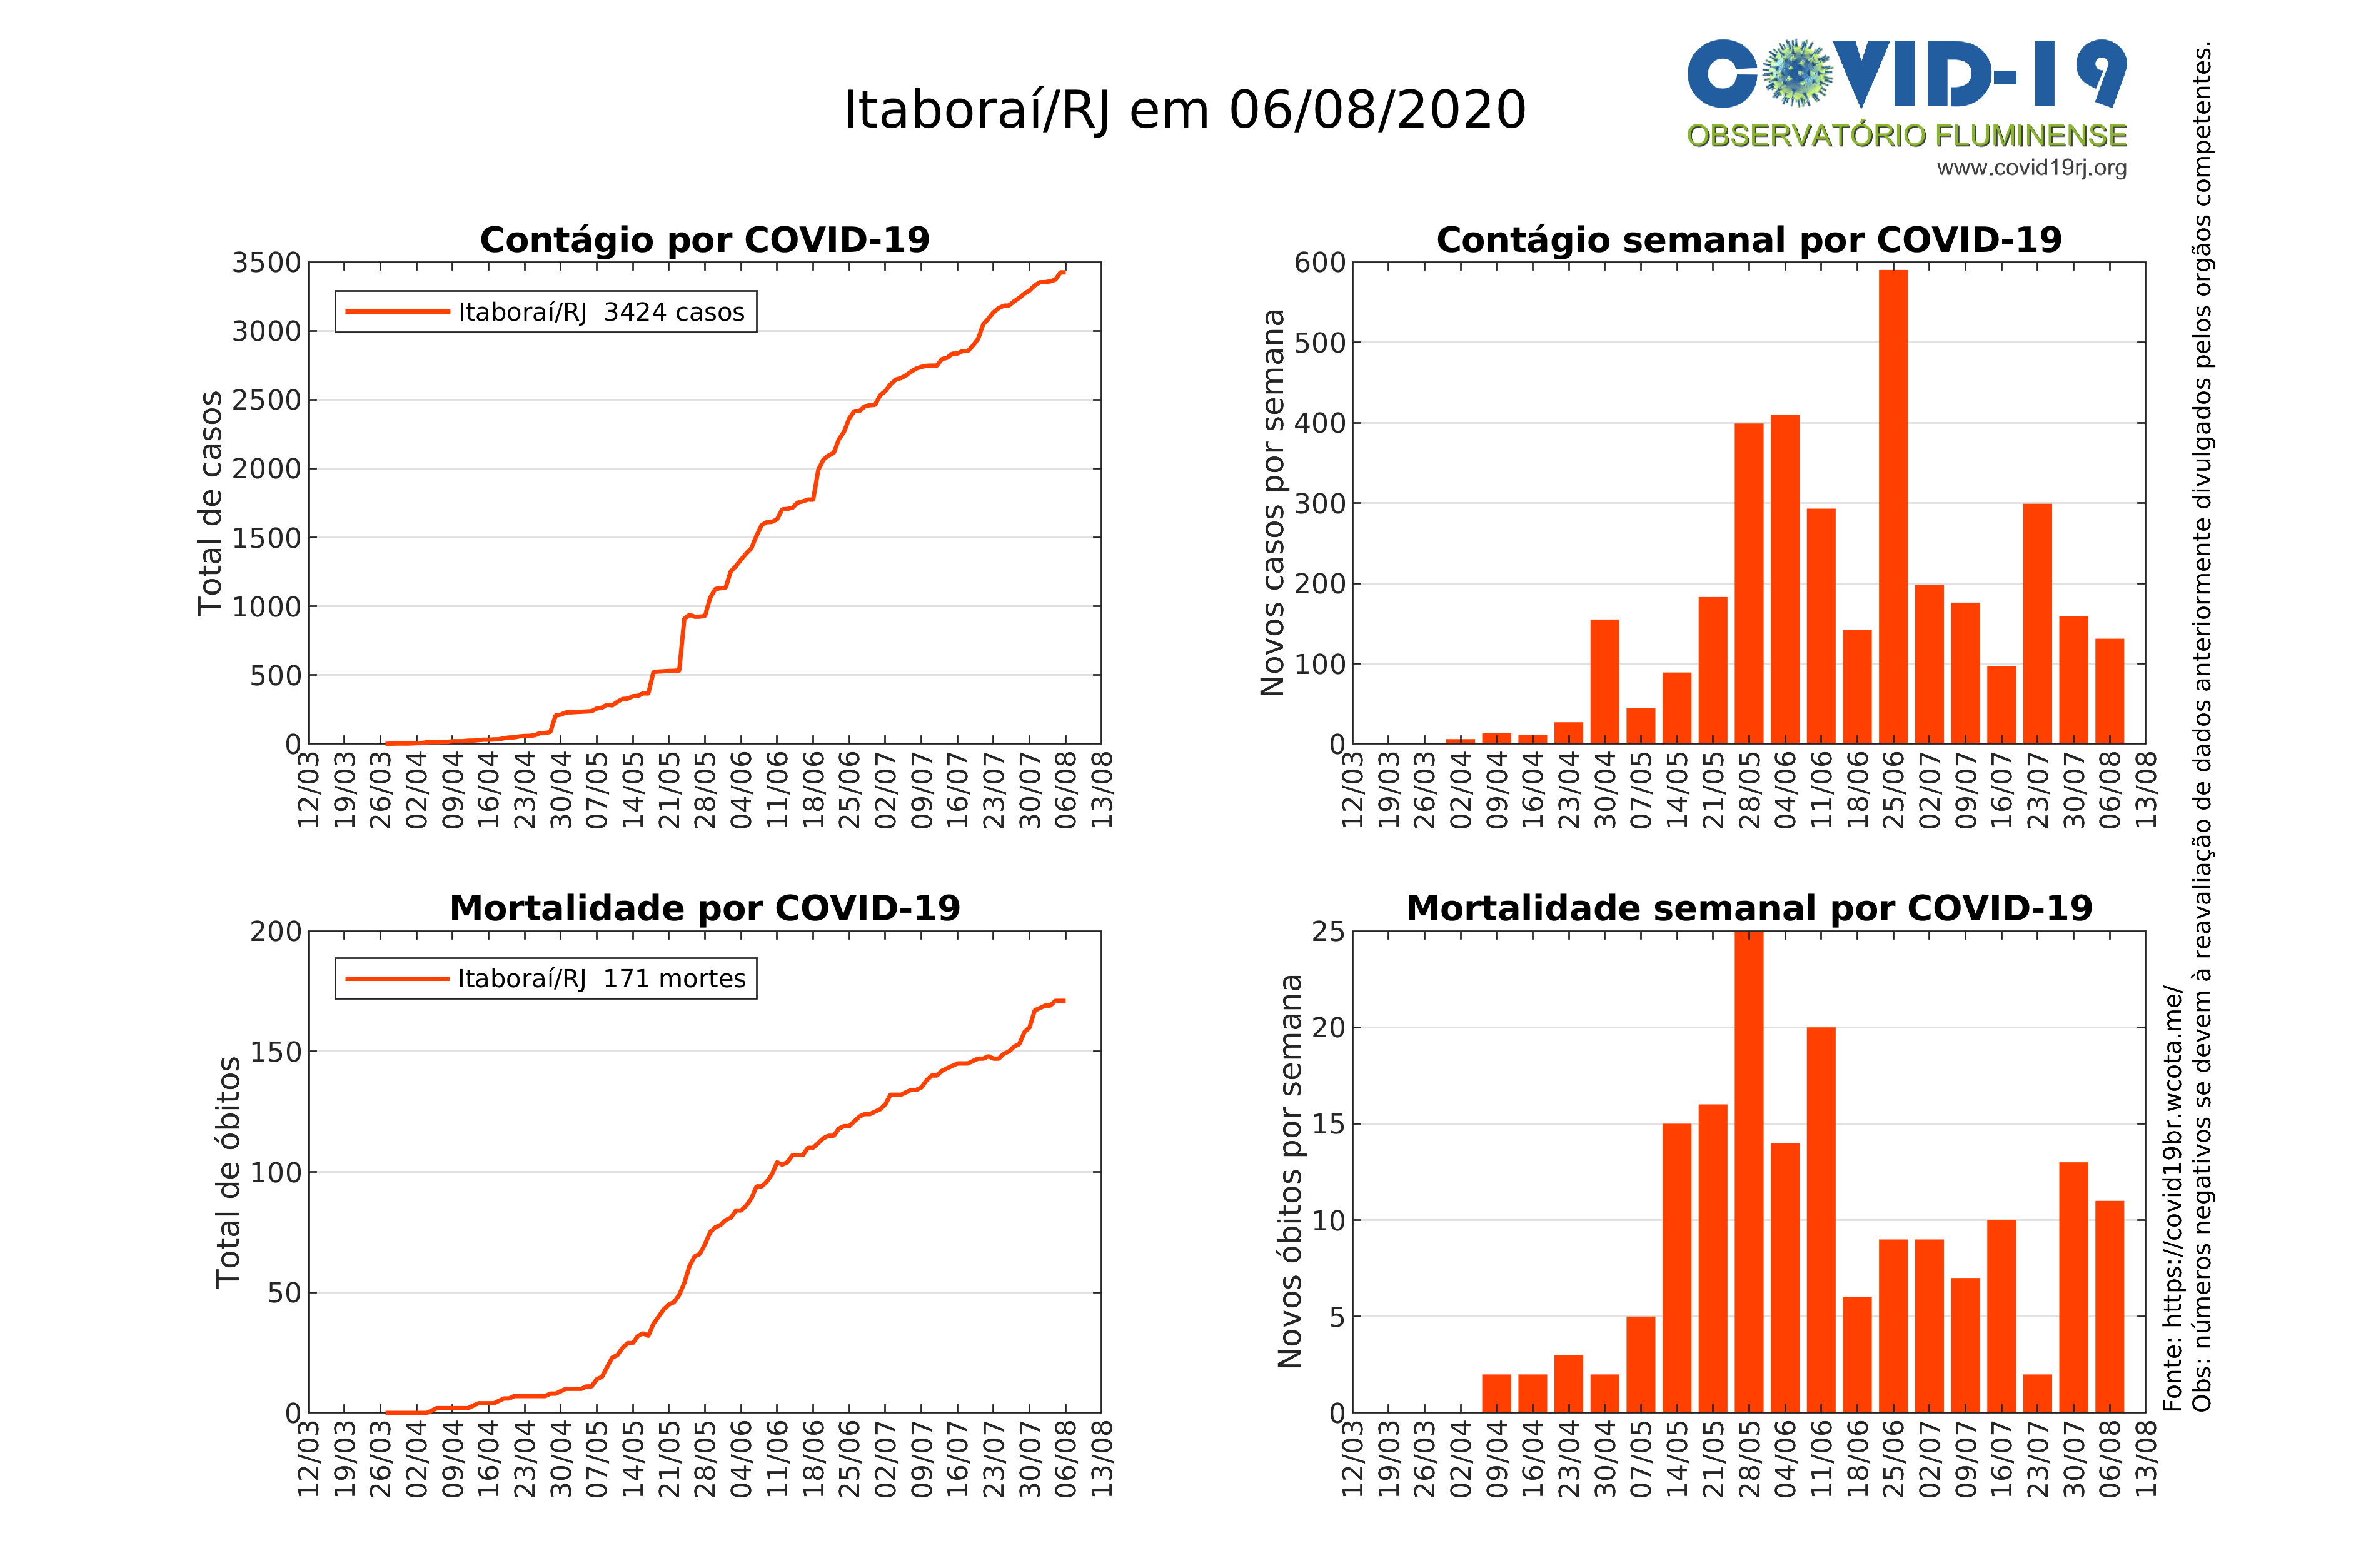 Itaboraí/RJ em 06/08/2020
COVID-19
OBSERVATÓRIO FLUMINENSE
www.covid19rj.org
Contágio por COVID-19
Total de casos
3500
3000
2500
2000
1500
1000
500
0
Itaboraí/RJ 3424 casos
12/03 19/03 26/03 02/04 09/04 16/04 23/04 30/04 07/05 14/05 21/05 28/05 04/06 11/06 18/06 25/06 02/07 09/07 16/07 23/07 30/07 06/08 13/08
Contágio semanal por COVID-19
Novos casos por semana
600
500
400
300
200
100
0
12/03 19/03 26/03 02/04 09/04 16/04 23/04 30/04 07/05 14/05 21/05 28/05 04/06 11/06 18/06 25/06 02/07 09/07 16/07 23/07 30/07 06/08 13/08
Mortalidade por COVID-19
Total de óbitos
200
150
100
50
0
Itaboraí/RJ 171 mortes
12/03 19/03 26/03 02/04 09/04 16/04 23/04 30/04 07/05 14/05 21/05 28/05 04/06 11/06 18/06 25/06 02/07 09/07 16/07 23/07 30/07 06/08 13/08
Mortalidade semanal por COVID-19
Novos óbitos por semana
25
20
15
10
5
0
12/03 19/03 26/03 02/04 09/04 16/04 23/04 30/04 07/05 14/05 21/05 28/05 04/06 11/06 18/06 25/06 02/07 09/07 16/07 23/07 30/07 06/08 13/08
Fonte: https://covid19br.wcota.me/
Obs: números negativos se devem à reavaliação de dados anteriormente divulgados pelos orgãos competentes.